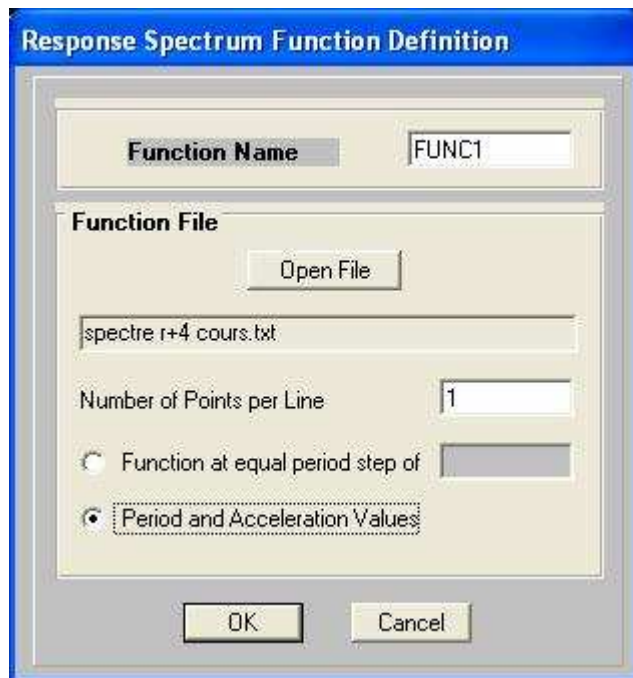 Response Spectrum Function Definition
Function Name
FUNC1
Function File
Open File
spectre r+4 cours.txt
Number of Points per Line
1
Function at equal period step of
Period and Acceleration Values
OK
Cancel